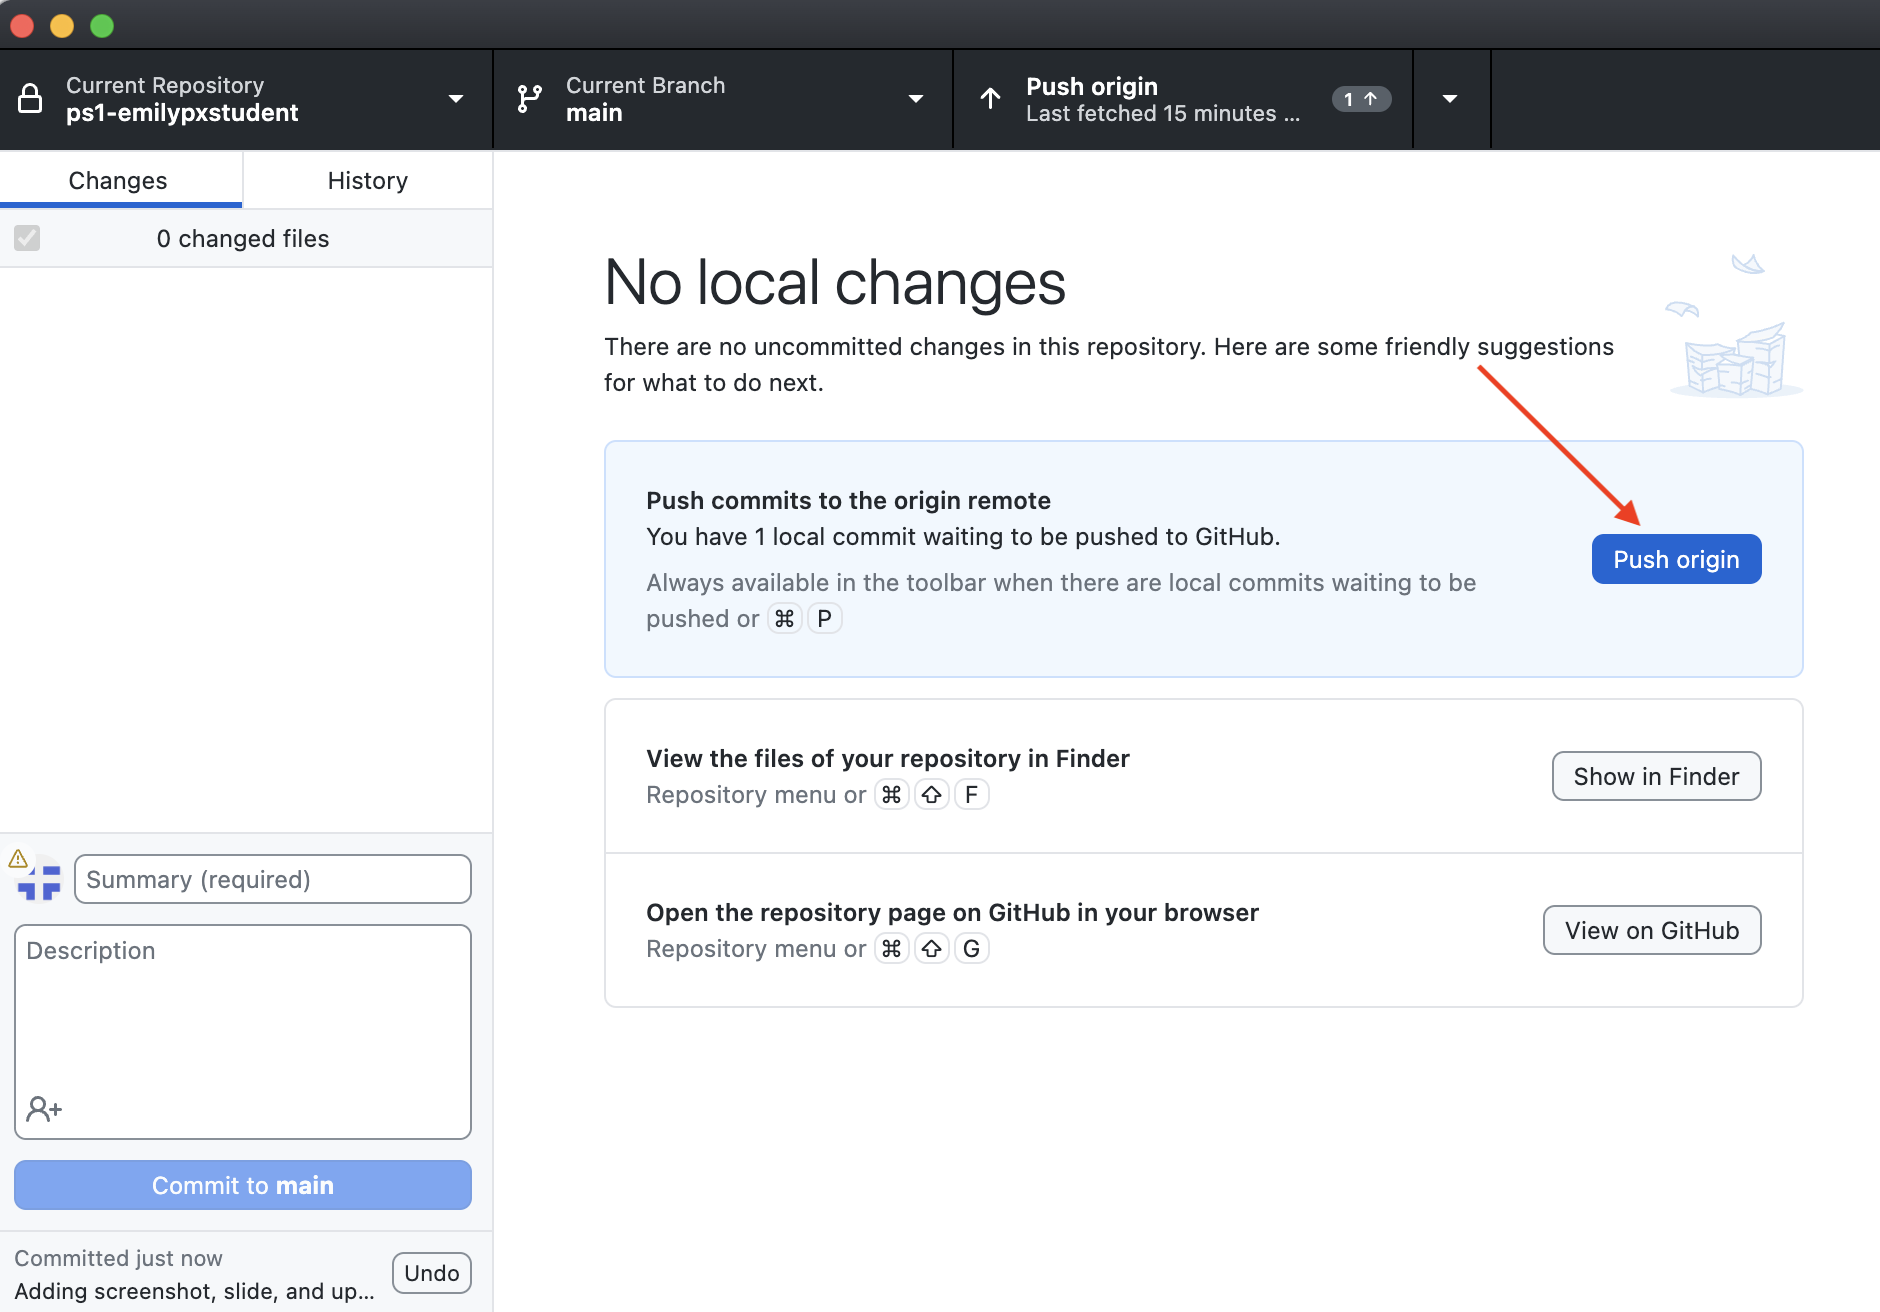 Current Repository
ps1-emilypxstudent
Current Branch
main
Push origin
Last fetched 15 minutes ...
1 ↑
Changes
History
0 changed files
No local changes
There are no uncommitted changes in this repository. Here are some friendly suggestions
for what to do next.
Push commits to the origin remote
You have 1 local commit waiting to be pushed to GitHub.
Always available in the toolbar when there are local commits waiting to be
pushed or ⌘ P
Push origin
View the files of your repository in Finder
Repository menu or ⌘ ⇧ F
Show in Finder
Open the repository page on GitHub in your browser
Repository menu or ⌘ ⇧ G
View on GitHub
Summary (required)
Description
Commit to main
Committed just now
Adding screenshot, slide, and up...
Undo